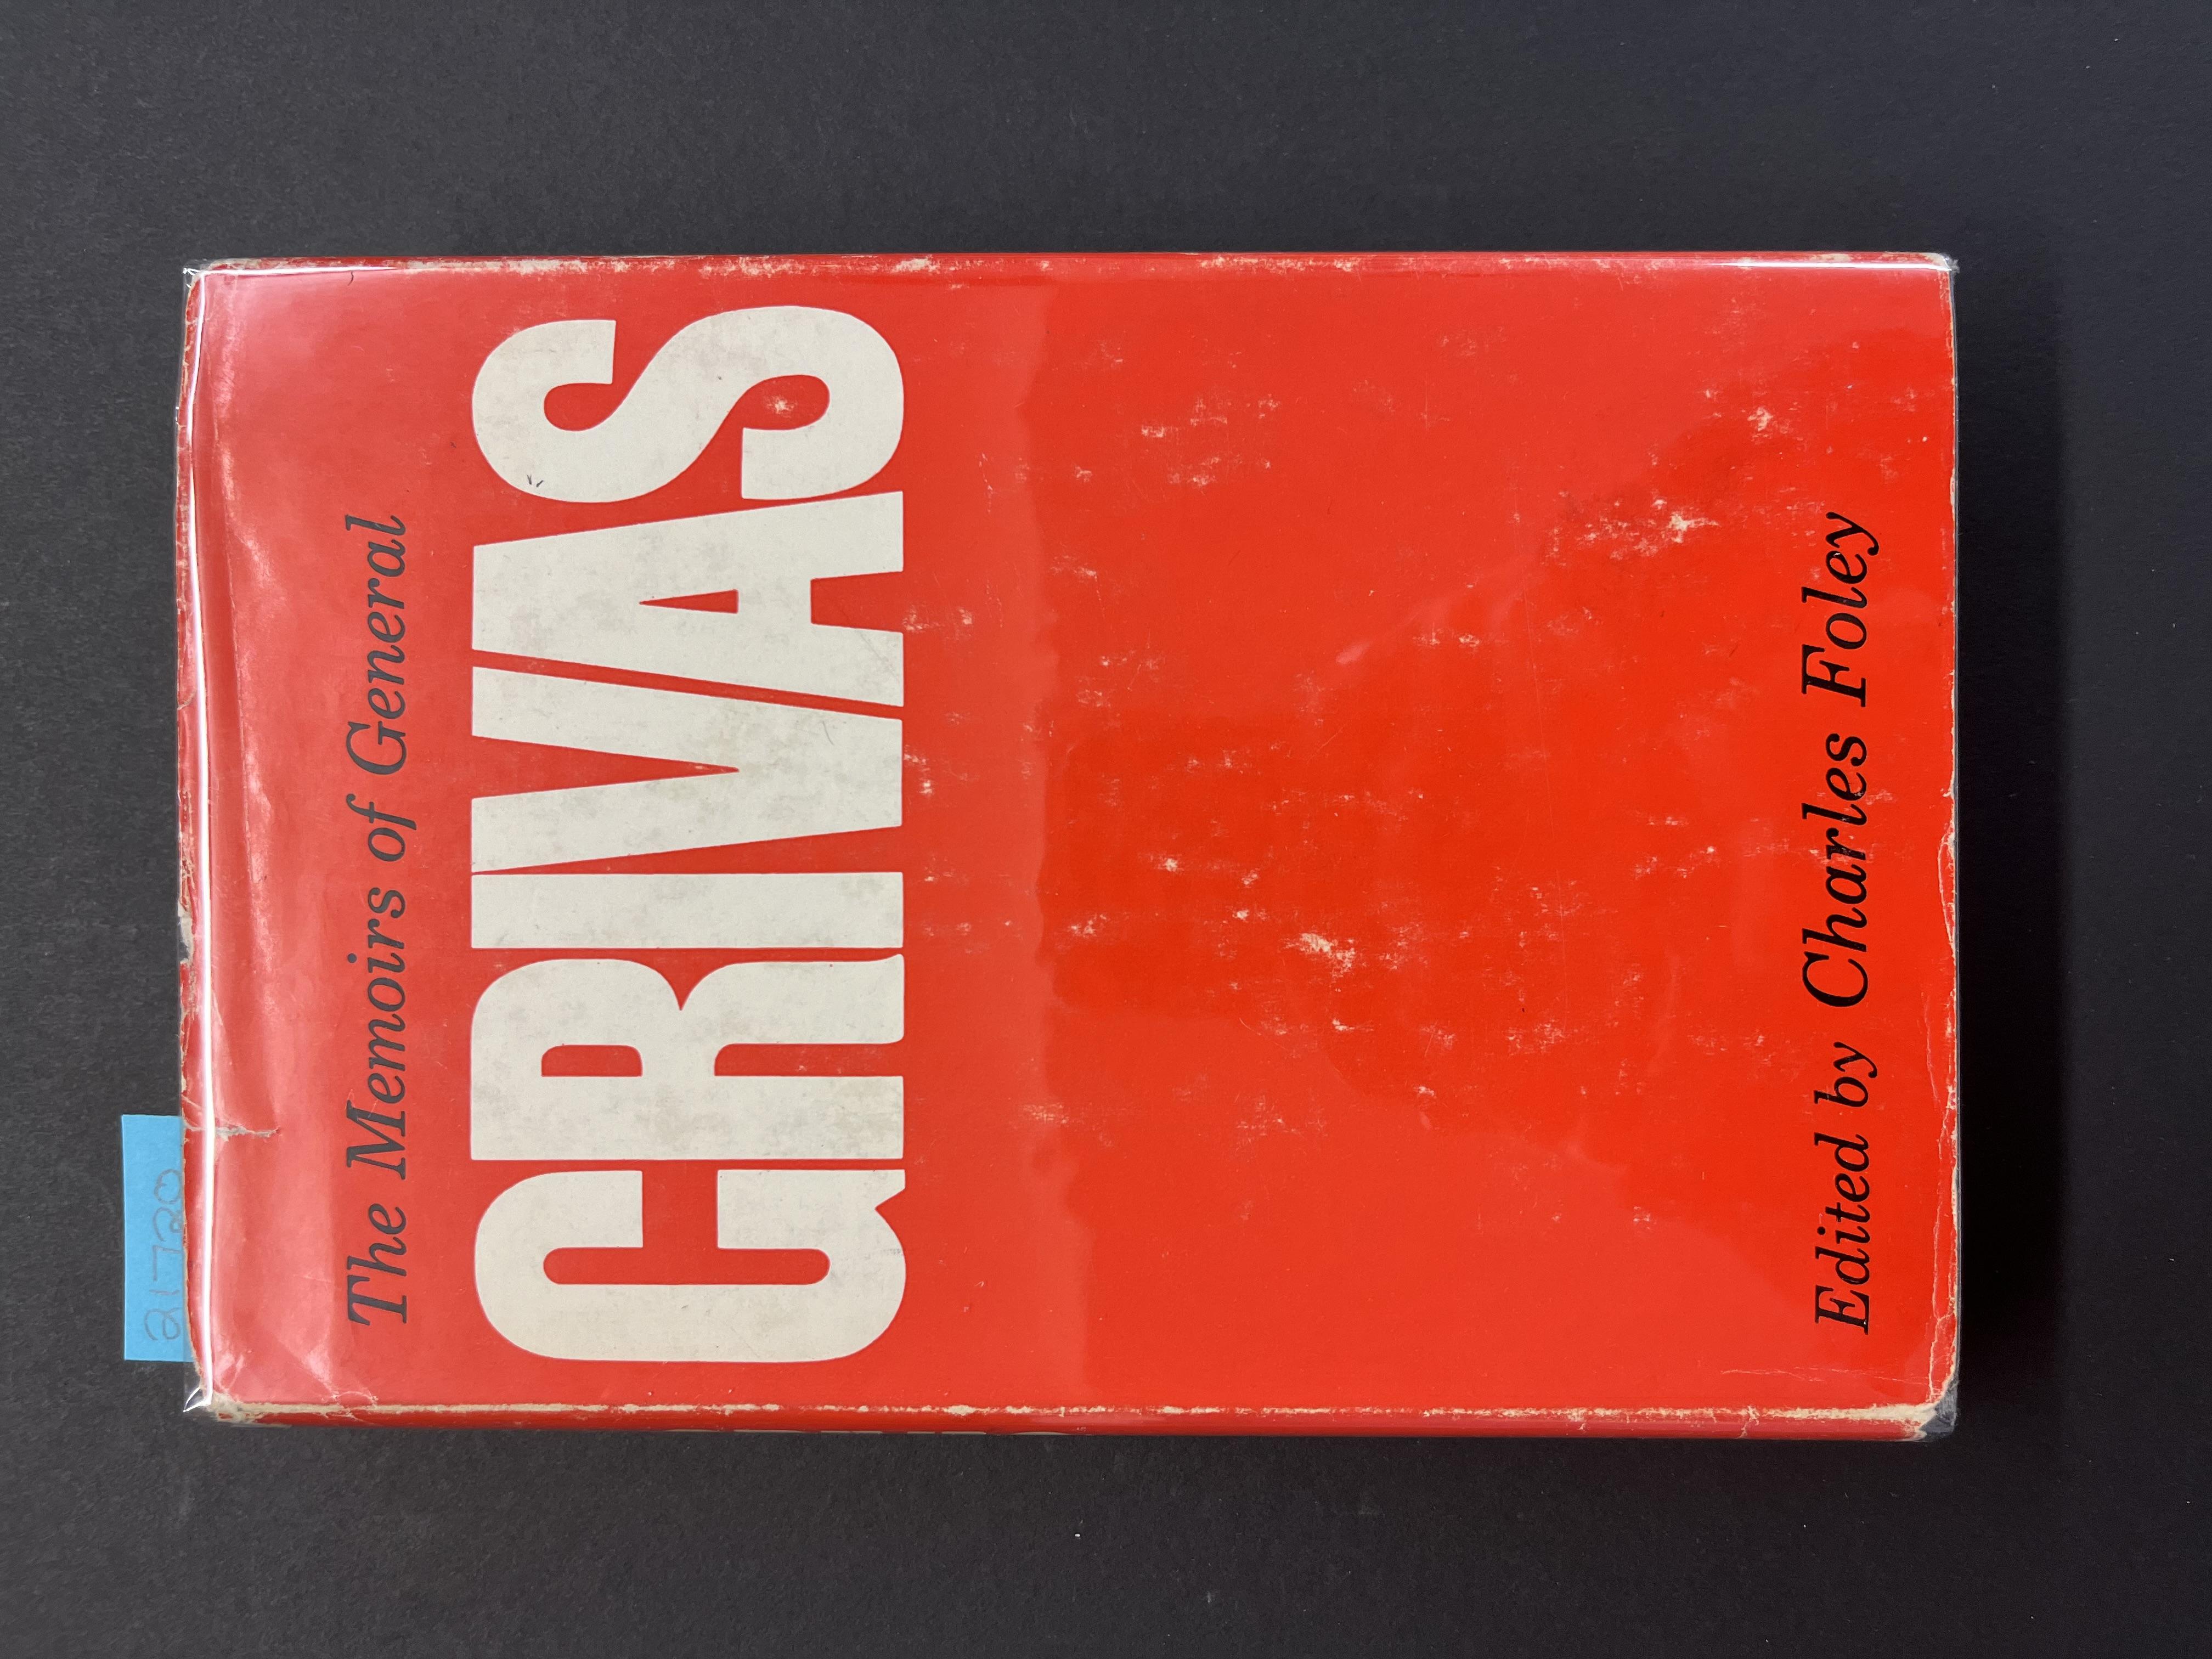 The Memoirs of General
GRIVAS
Edited by Charles Foley
21720